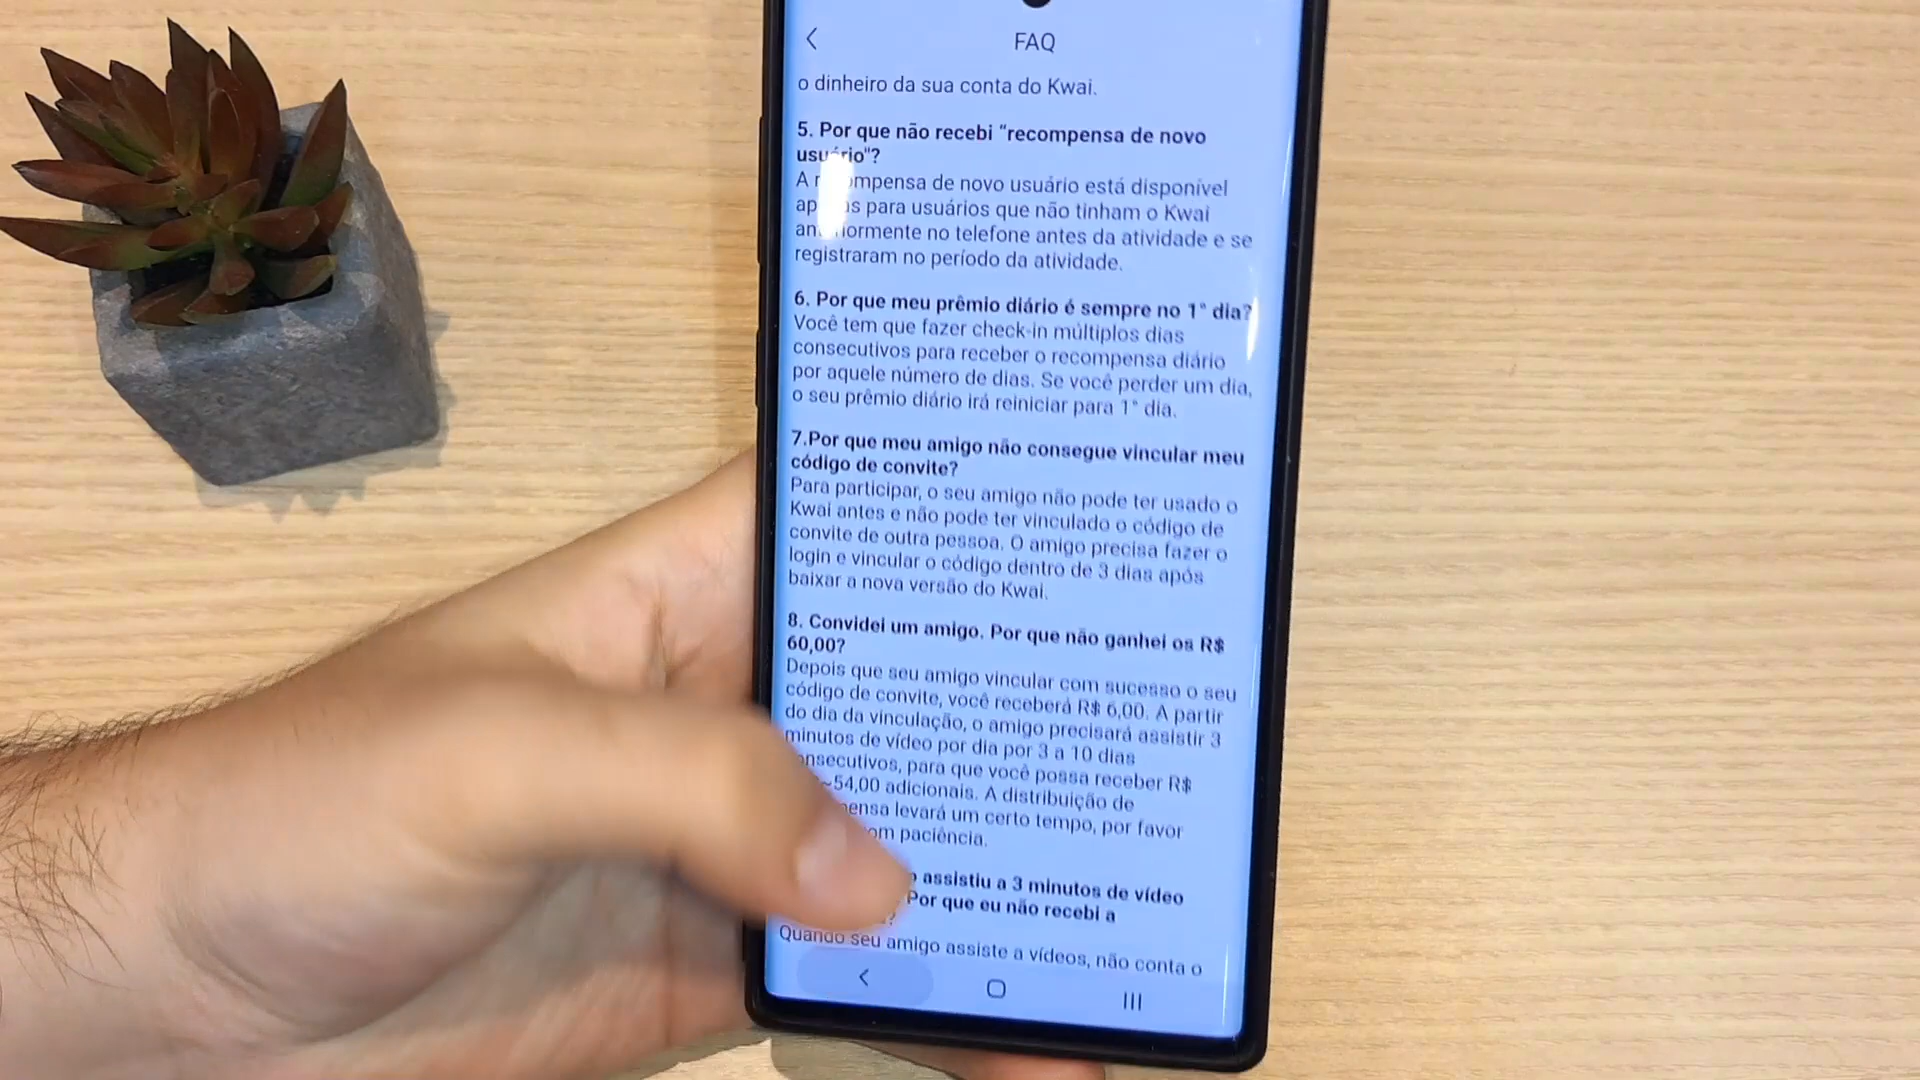 FAQ
o dinheiro da sua conta do Kwai.
5. Por que não recebi “recompensa de novo
usuário"?
A recompensa de novo usuário está disponível
apenas para usuários que não tinham o Kwai
anteriormente no telefone antes da atividade e se
registraram no período da atividade.
6. Por que meu prêmio diário é sempre no 1° dia?
Você tem que fazer check-in múltiplos dias
consecutivos para receber o recompensa diário
por aquele número de dias. Se você perder um dia,
o seu prêmio diário irá reiniciar para 1° dia.
7.Por que meu amigo não consegue vincular meu
código de convite?
Para participar, o seu amigo não pode ter usado o
Kwai antes e não pode ter vinculado o código de
convite de outra pessoa. O amigo precisa fazer o
login e vincular o código dentro de 3 dias após
baixar a nova versão do Kwai.
8. Convidei um amigo. Por que não ganhei os R$
60,00?
Depois que seu amigo vincular com sucesso o seu
código de convite, você receberá R$ 6,00. A partir
do dia da vinculação, o amigo precisará assistir 3
minutos de vídeo por dia por 3 a 10 dias
consecutivos, para que você possa receber R$
~54,00 adicionais. A distribuição de
levará um certo tempo, por favor
paciência.
assistiu a 3 minutos de vídeo
Por que eu não recebi a
Quando seu amigo assiste a vídeos, não conta o